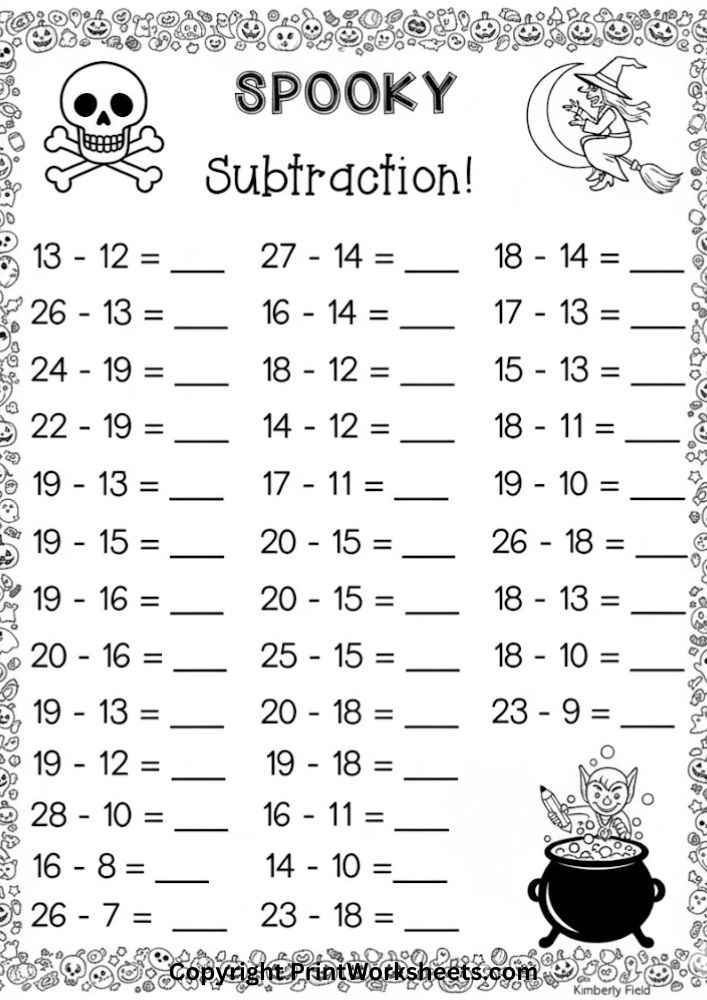 SPOOKY
Subtraction!
13 - 12 = ___ 27 - 14 = ___ 18 - 14 = ___
26 - 13 = ___ 16 - 14 = ___ 17 - 13 = ___
24 - 19 = ___ 18 - 12 = ___ 15 - 13 = ___
22 - 19 = ___ 14 - 12 = ___ 18 - 11 = ___
19 - 13 = ___ 17 - 11 = ___ 19 - 10 = ___
19 - 15 = ___ 20 - 15 = ___ 26 - 18 = ___
19 - 16 = ___ 20 - 15 = ___ 18 - 13 = ___
20 - 16 = ___ 25 - 15 = ___ 18 - 10 = ___
19 - 13 = ___ 20 - 18 = ___ 23 - 9 = ___
19 - 12 = ___ 19 - 18 = ___
28 - 10 = ___ 16 - 11 = ___
16 - 8 = ___ 14 - 10 = ___
26 - 7 = ___ 23 - 18 = ___
Copyright PrintWorksheets.com
Kimberly Field